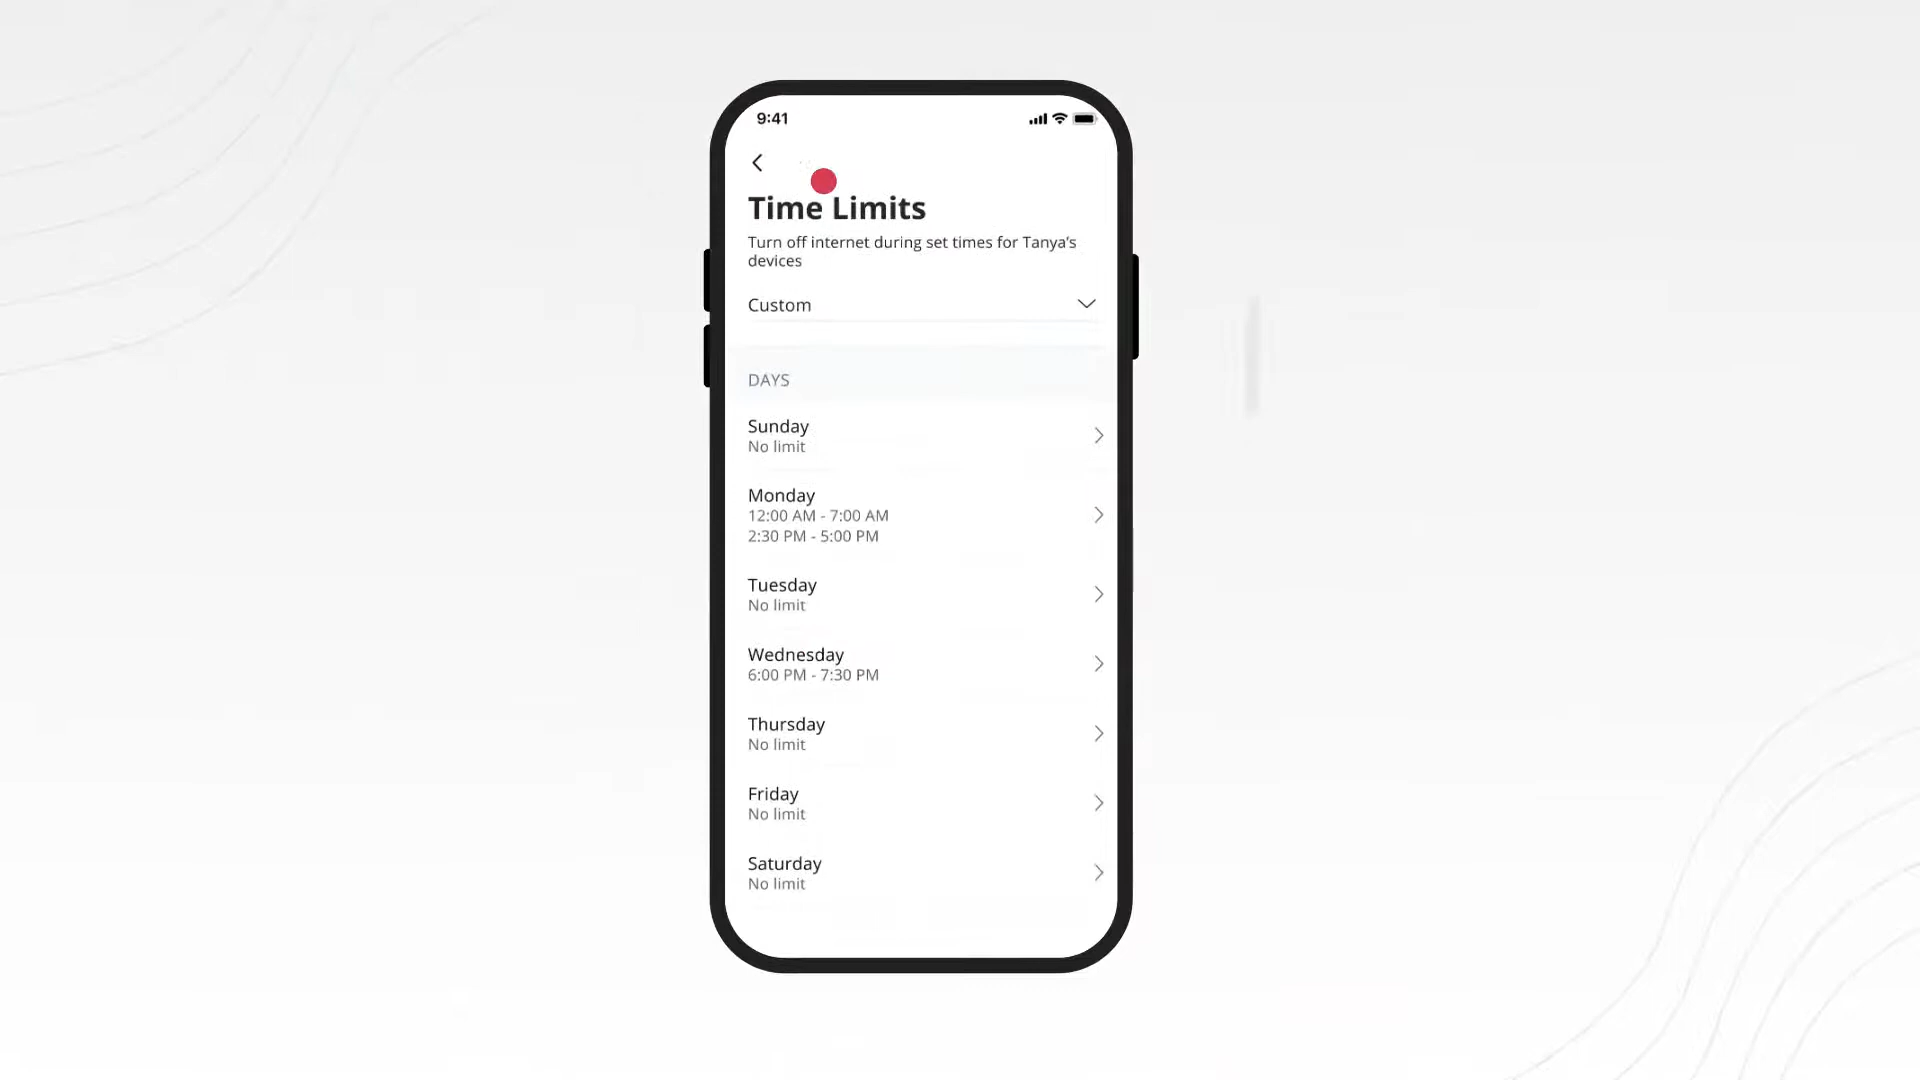 9:41
Time Limits
Turn off internet during set times for Tanya's
devices
Custom
DAYS
Sunday
No limit
Monday
12:00 AM - 7:00 AM
2:30 PM - 5:00 PM
Tuesday
No limit
Wednesday
6:00 PM - 7:30 PM
Thursday
No limit
Friday
No limit
Saturday
No limit